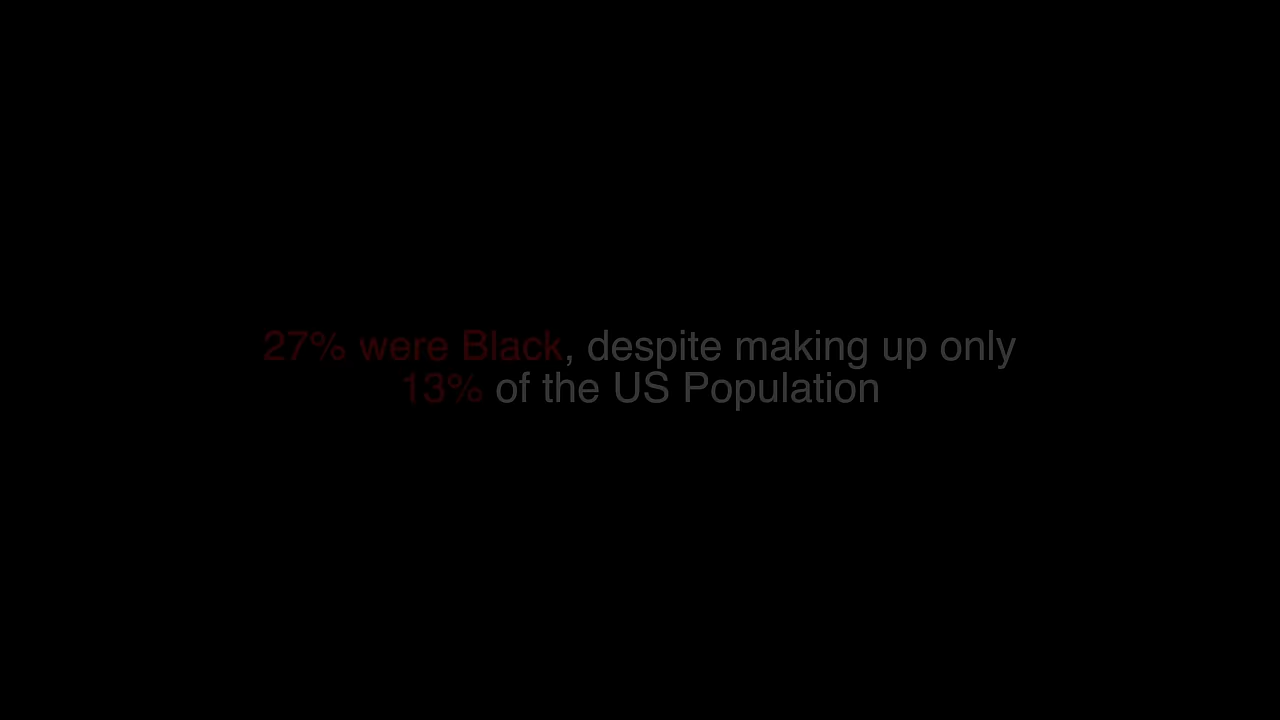 27% were Black, despite making up only
13% of the US Population